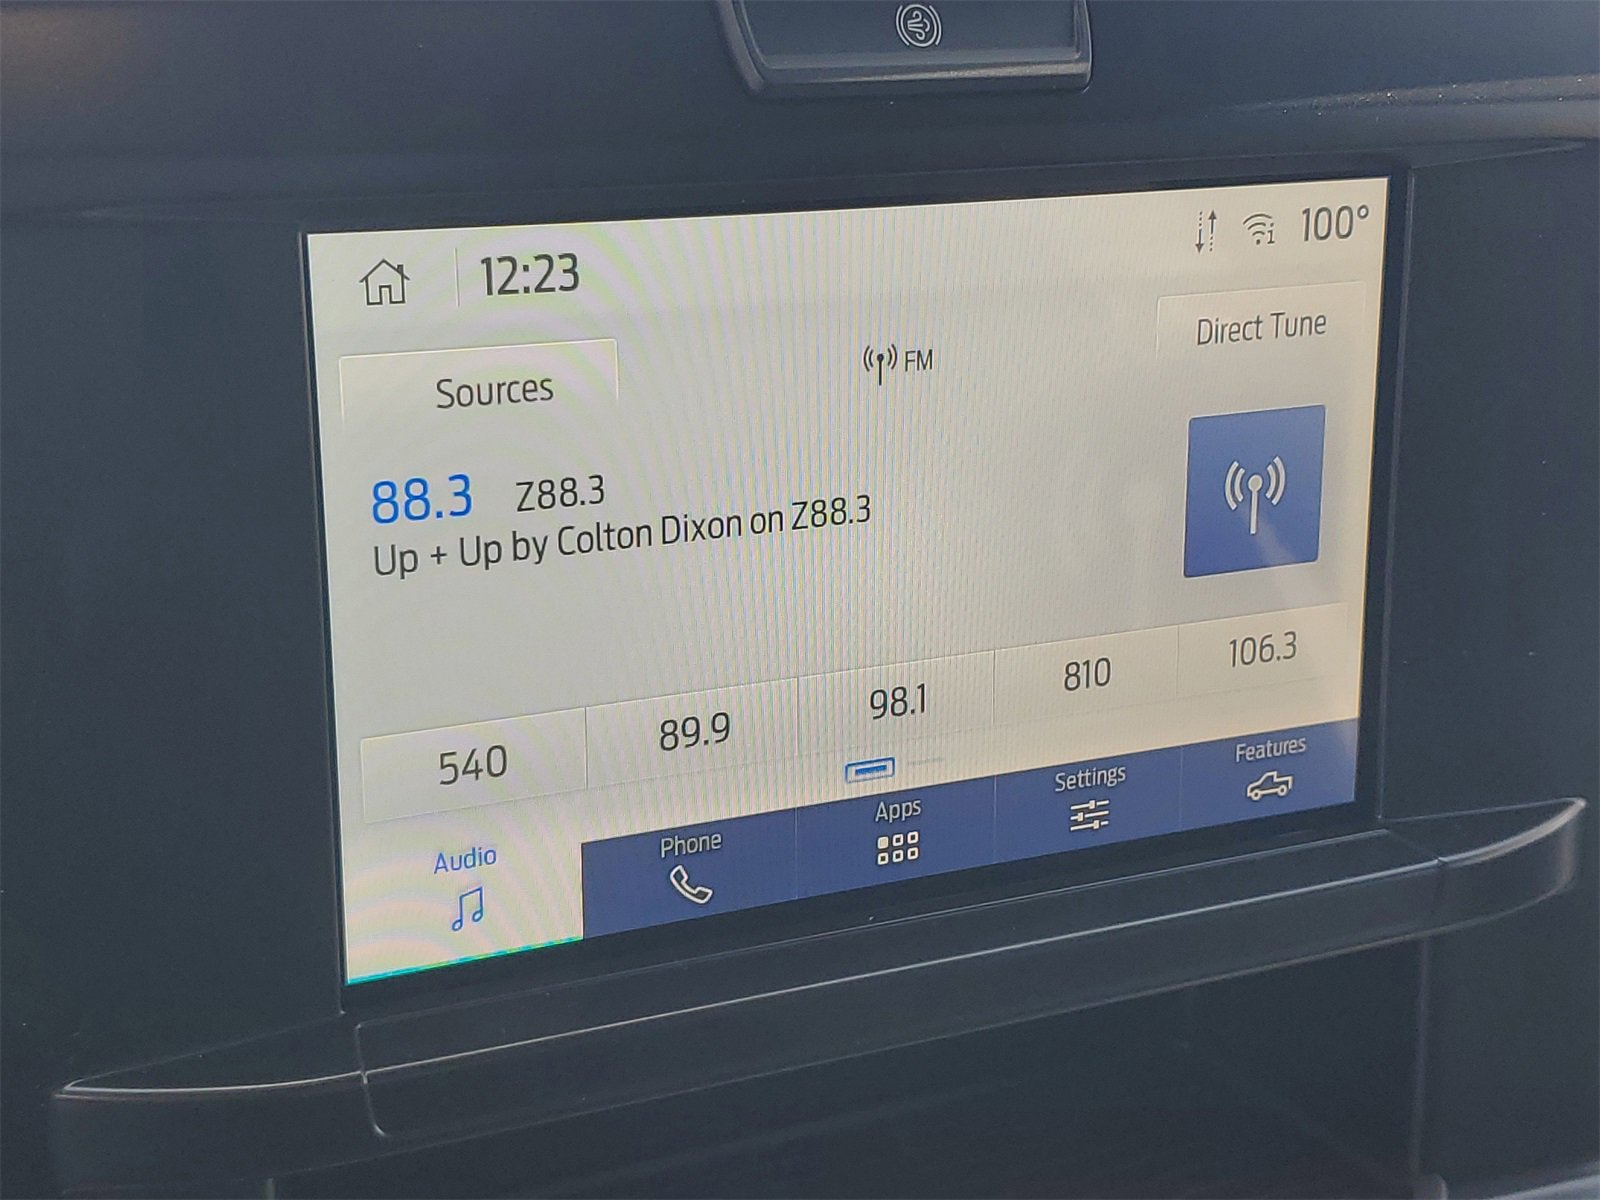 12:23
100°
Sources
FM
Direct Tune
88.3 Z88.3
Up + Up by Colton Dixon on Z88.3
540 89.9 98.1 810 106.3
Audio Phone Apps Settings Features